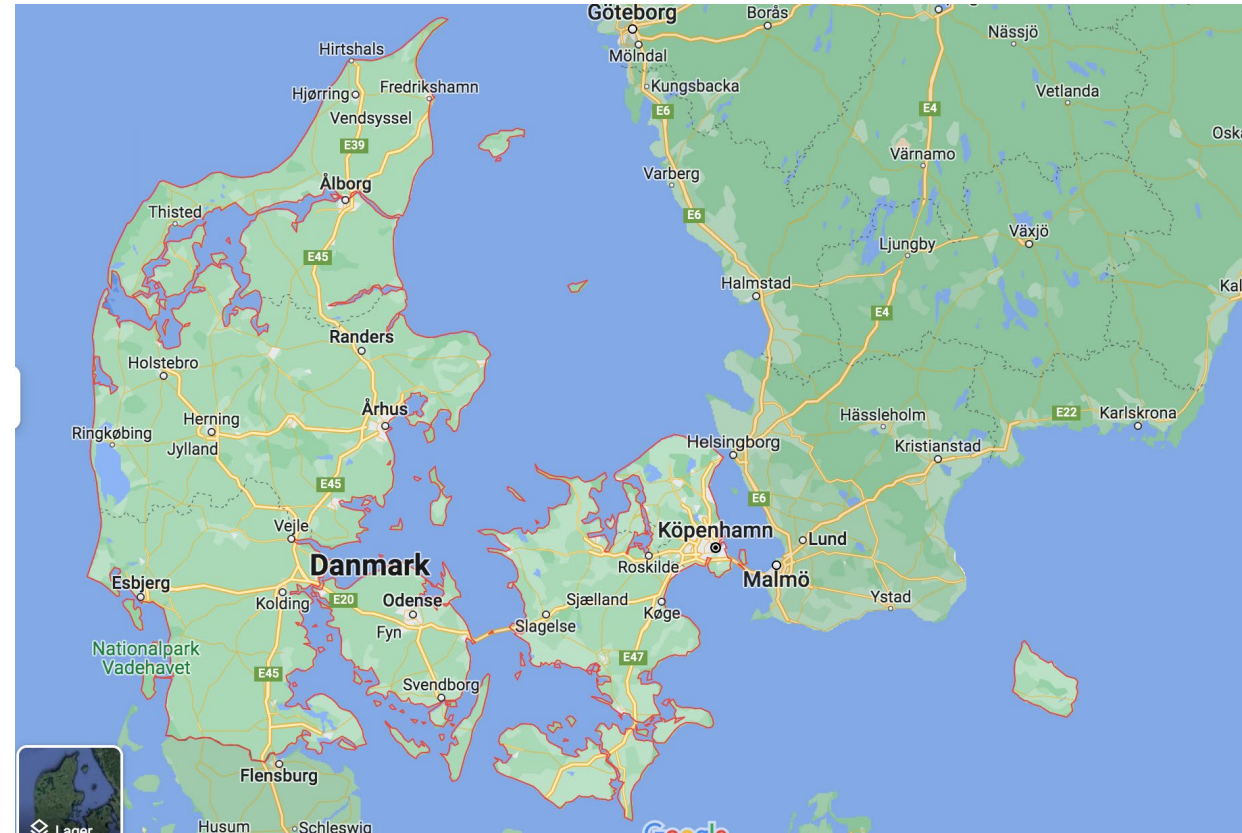 Göteborg
Borås
Nässjö
Hirtshals
Mölndal
Hjørring
Fredrikshamn
Kungsbacka
Vetlanda
Vendsyssel
E6
E4
Oska
E39
Värnamo
Ålborg
Varberg
Thisted
E6
Växjö
Ljungby
E45
Halmstad
Kal
E4
Randers
Holstebro
Århus
Herning
Hässleholm
E22
Karlskrona
Ringkøbing
Jylland
Helsingborg
Kristianstad
E45
E6
Vejle
Köpenhamn
Lund
Danmark
Roskilde
Malmö
Esbjerg
Kolding
E20
Odense
Sjælland
Køge
Ystad
Fyn
Slagelse
Nationalpark
Vadehavet
E47
E45
Svendborg
Flensburg
Lager
Husum
Schleswig
Google